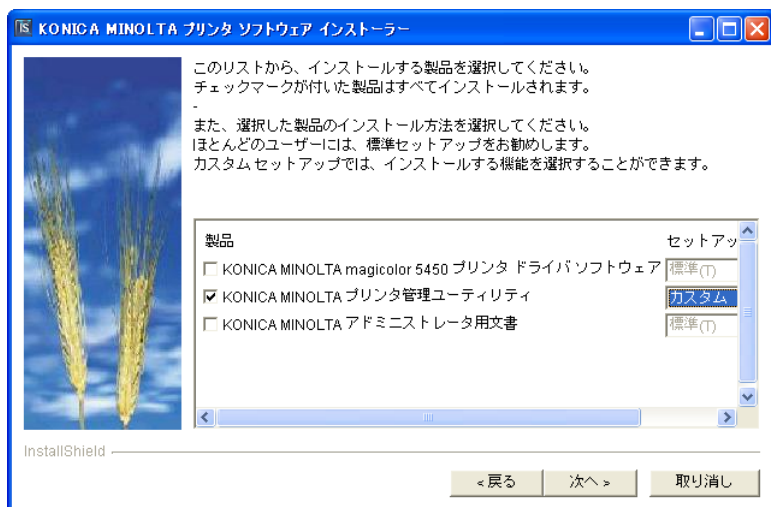 KONICA MINOLTA プリンタ ソフトウェア インストーラー
このリストから、インストールする製品を選択してください。
チェックマークが付いた製品はすべてインストールされます。
-
また、選択した製品のインストール方法を選択してください。
ほとんどのユーザーには、標準セットアップをお勧めします。
カスタムセットアップでは、インストールする機能を選択することができます。
製品 セットアッ
KONICA MINOLTA magicolor 5450 プリンタ ドライバ ソフトウェア 標準(T)
KONICA MINOLTA プリンタ管理ユーティリティ カスタム
KONICA MINOLTA アドミニストレータ用文書 標準(T)
InstallShield
<戻る 次へ> 取り消し